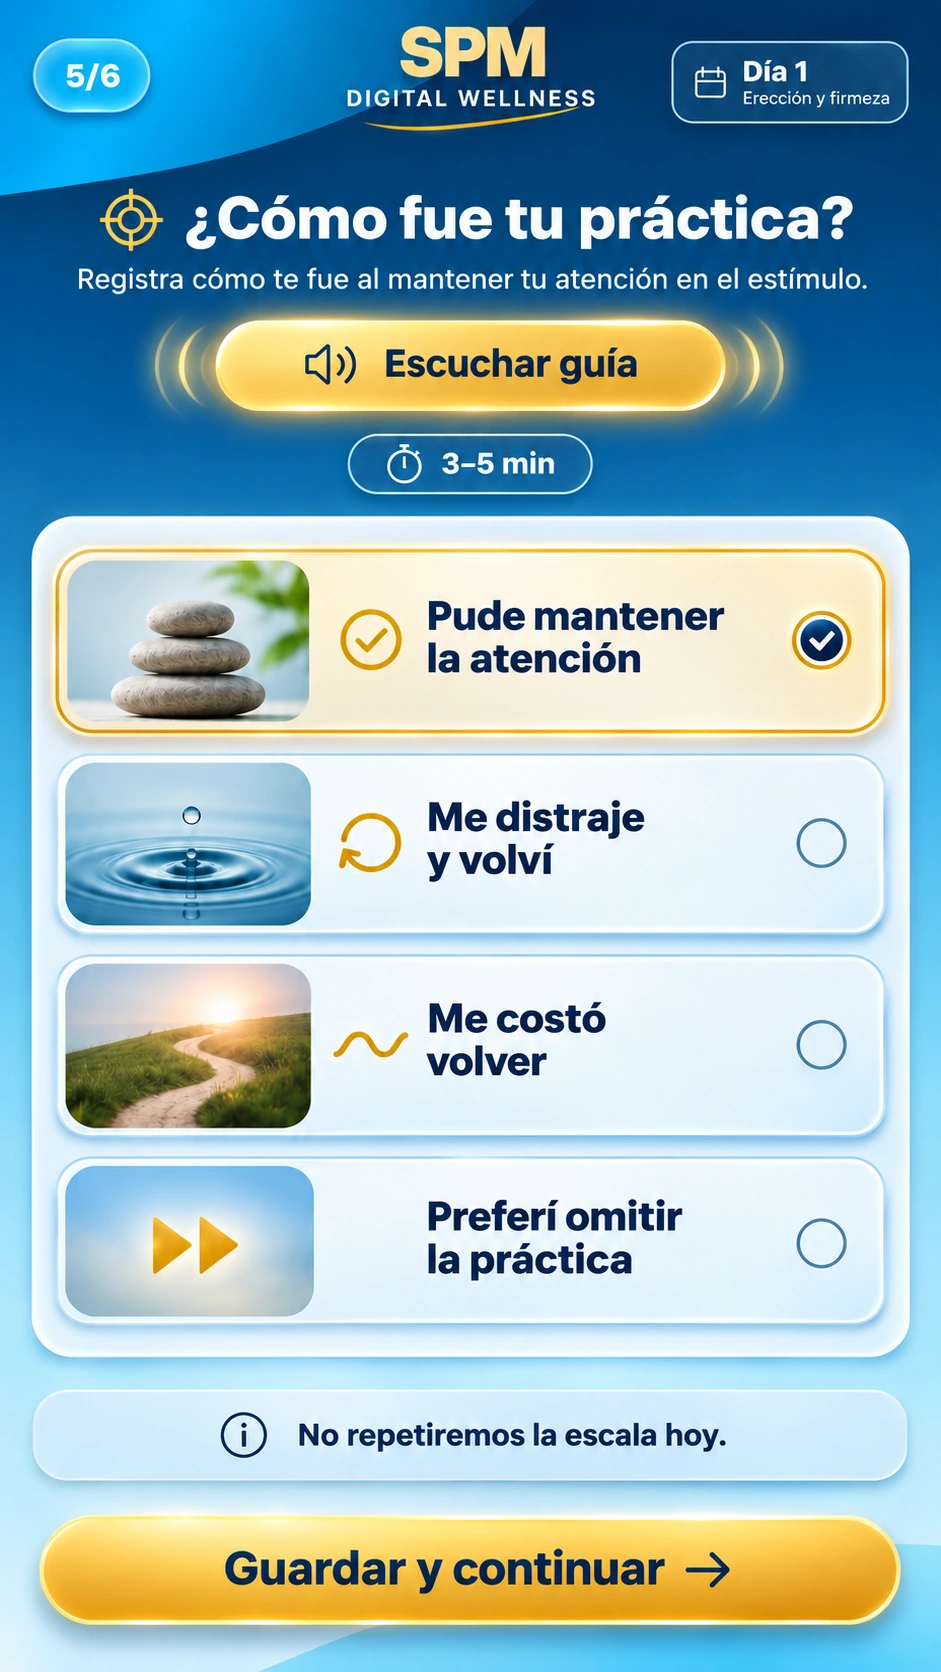 5/6
SPM
DIGITAL WELLNESS
Día 1
Erección y firmeza
¿Cómo fue tu práctica?
Registra cómo te fue al mantener tu atención en el estímulo.
Escuchar guía
3–5 min
Pude mantener
la atención
Me distraje
y volví
Me costó
volver
Preferí omitir
la práctica
No repetiremos la escala hoy.
Guardar y continuar →